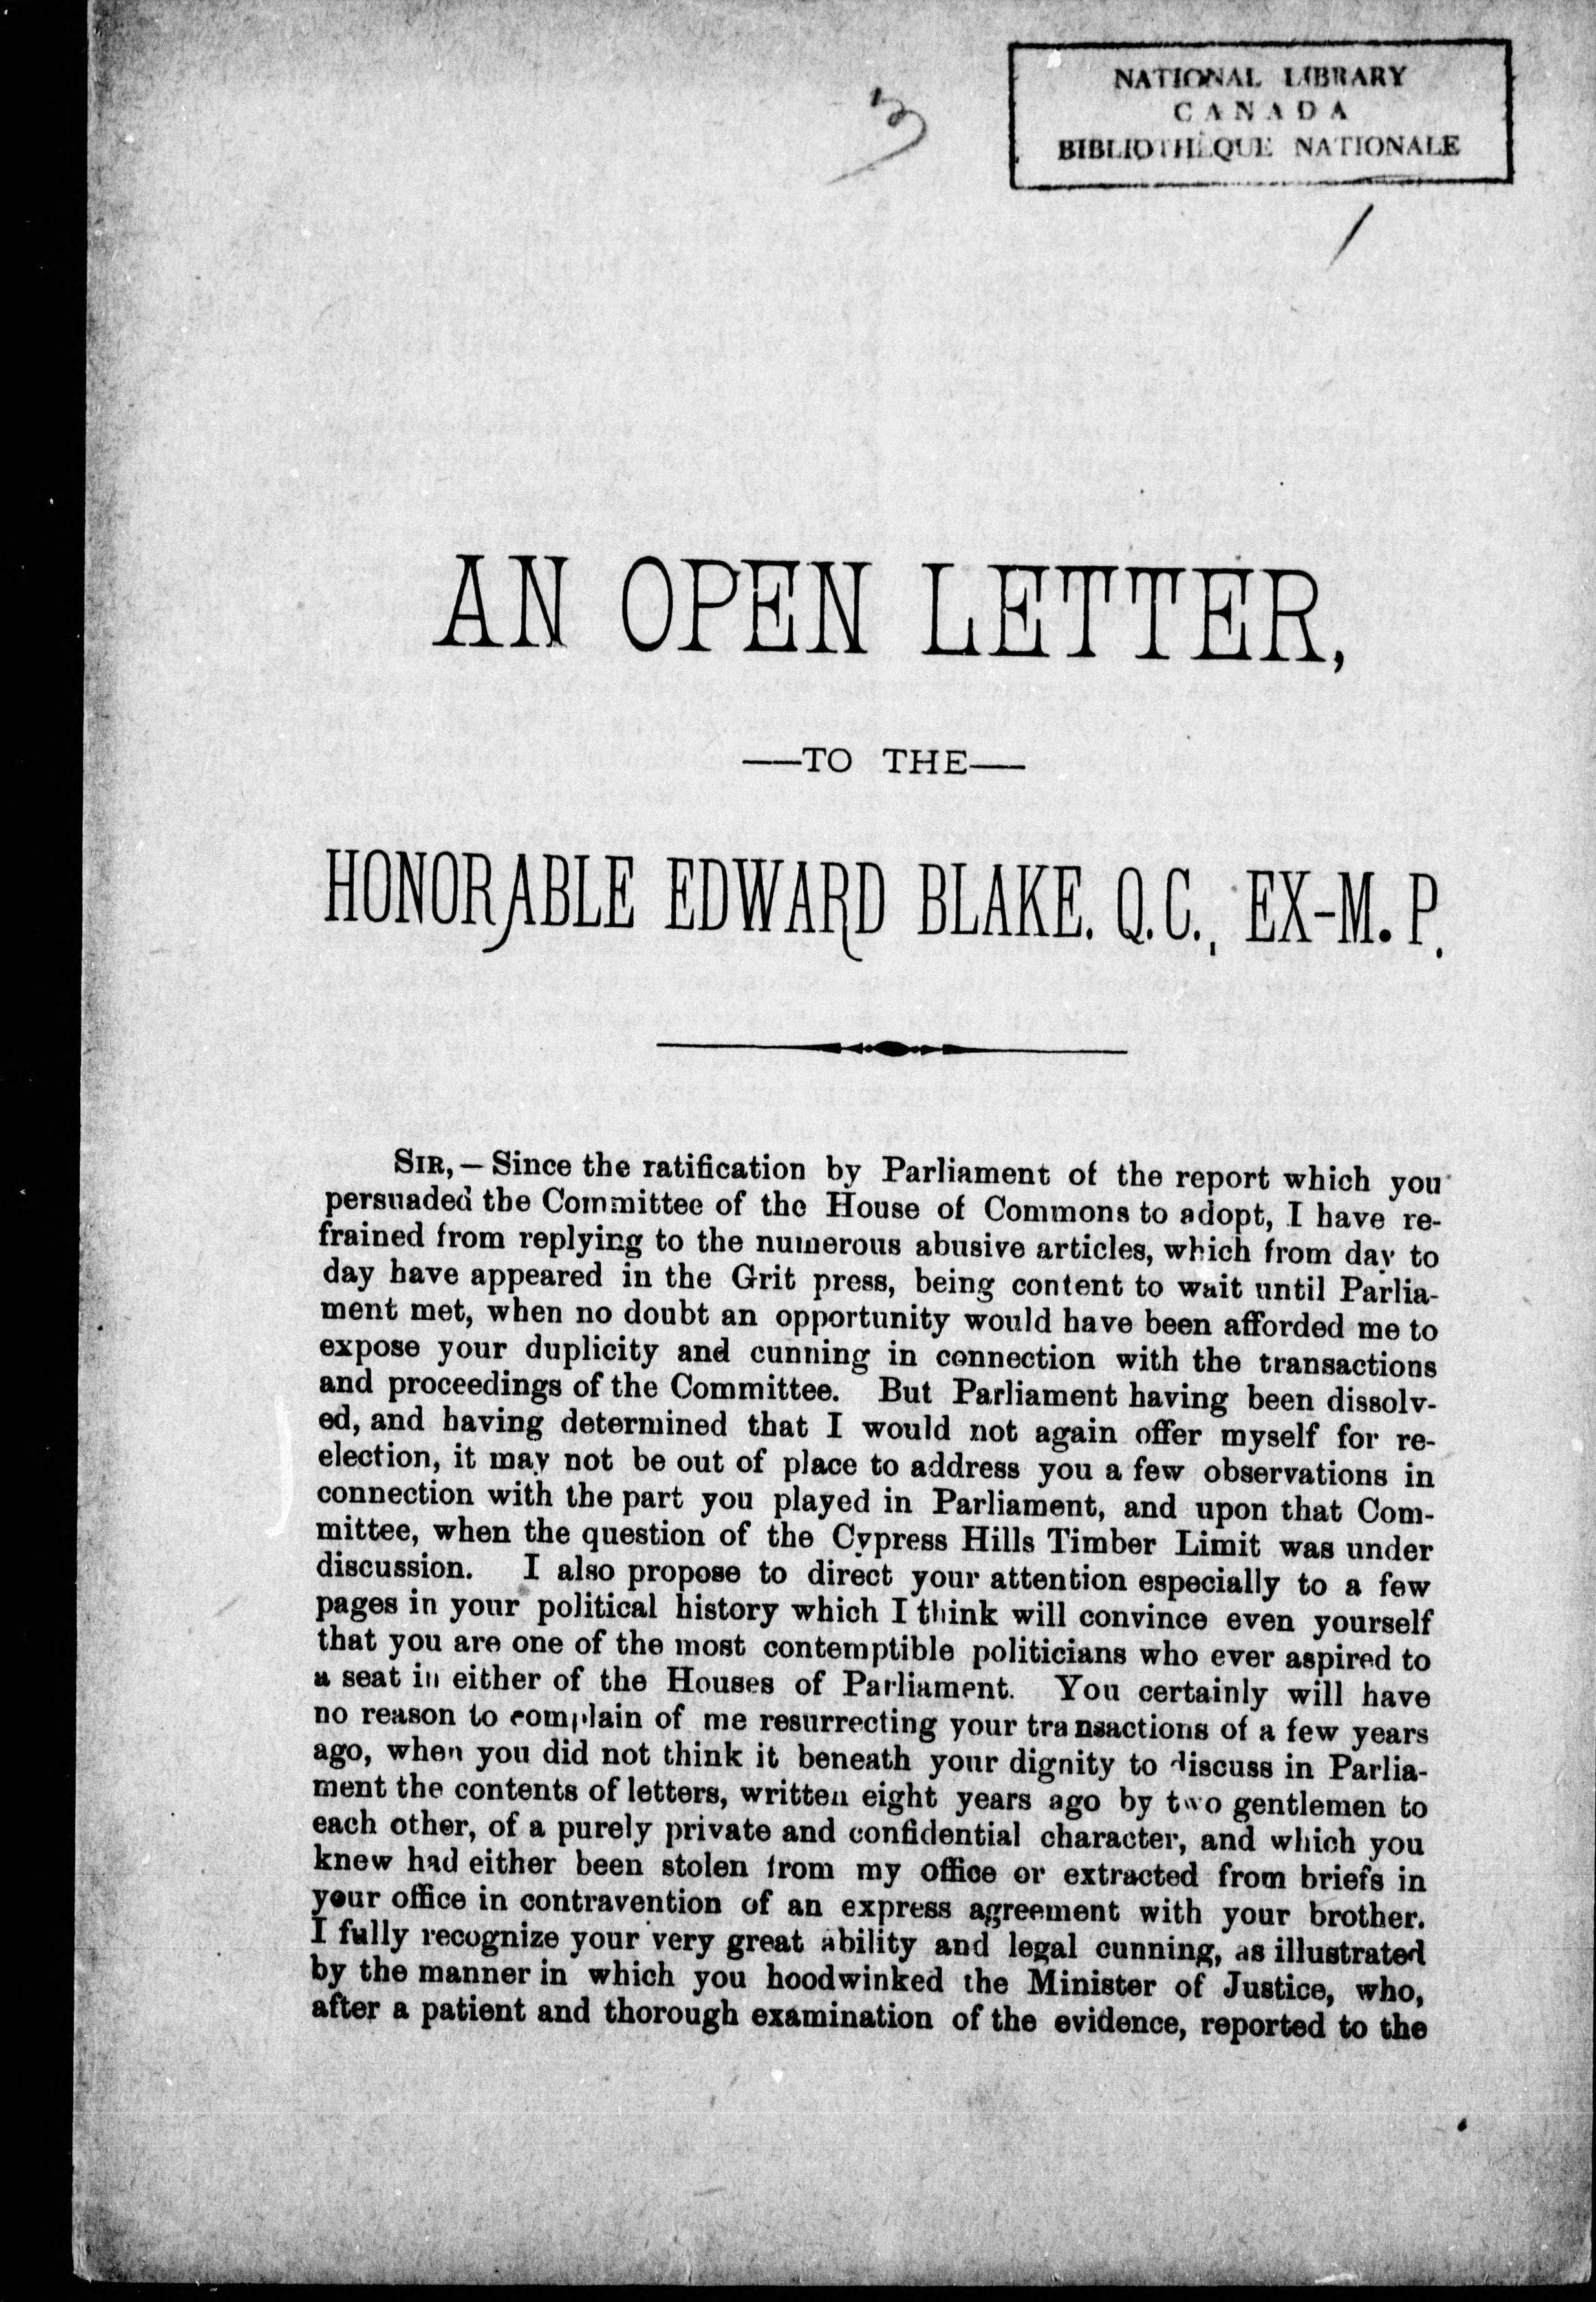 3
NATIONAL LIBRARY
CANADA
BIBLIOTHÈQUE NATIONALE
/
AN OPEN LETTER,
—TO THE—
HONORABLE EDWARD BLAKE. Q.C., EX-M.P.
SIR,—Since the ratification by Parliament of the report which you
persuaded the Committee of the House of Commons to adopt, I have re-
frained from replying to the numerous abusive articles, which from day to
day have appeared in the Grit press, being content to wait until Parlia-
ment met, when no doubt an opportunity would have been afforded me to
expose your duplicity and cunning in connection with the transactions
and proceedings of the Committee. But Parliament having been dissolv-
ed, and having determined that I would not again offer myself for re-
election, it may not be out of place to address you a few observations in
connection with the part you played in Parliament, and upon that Com-
mittee, when the question of the Cypress Hills Timber Limit was under
discussion. I also propose to direct your attention especially to a few
pages in your political history which I think will convince even yourself
that you are one of the most contemptible politicians who ever aspired to
a seat in either of the Houses of Parliament. You certainly will have
no reason to complain of me resurrecting your transactions of a few years
ago, when you did not think it beneath your dignity to discuss in Parlia-
ment the contents of letters, written eight years ago by two gentlemen to
each other, of a purely private and confidential character, and which you
knew had either been stolen from my office or extracted from briefs in
your office in contravention of an express agreement with your brother.
I fully recognize your very great ability and legal cunning, as illustrated
by the manner in which you hoodwinked the Minister of Justice, who,
after a patient and thorough examination of the evidence, reported to the